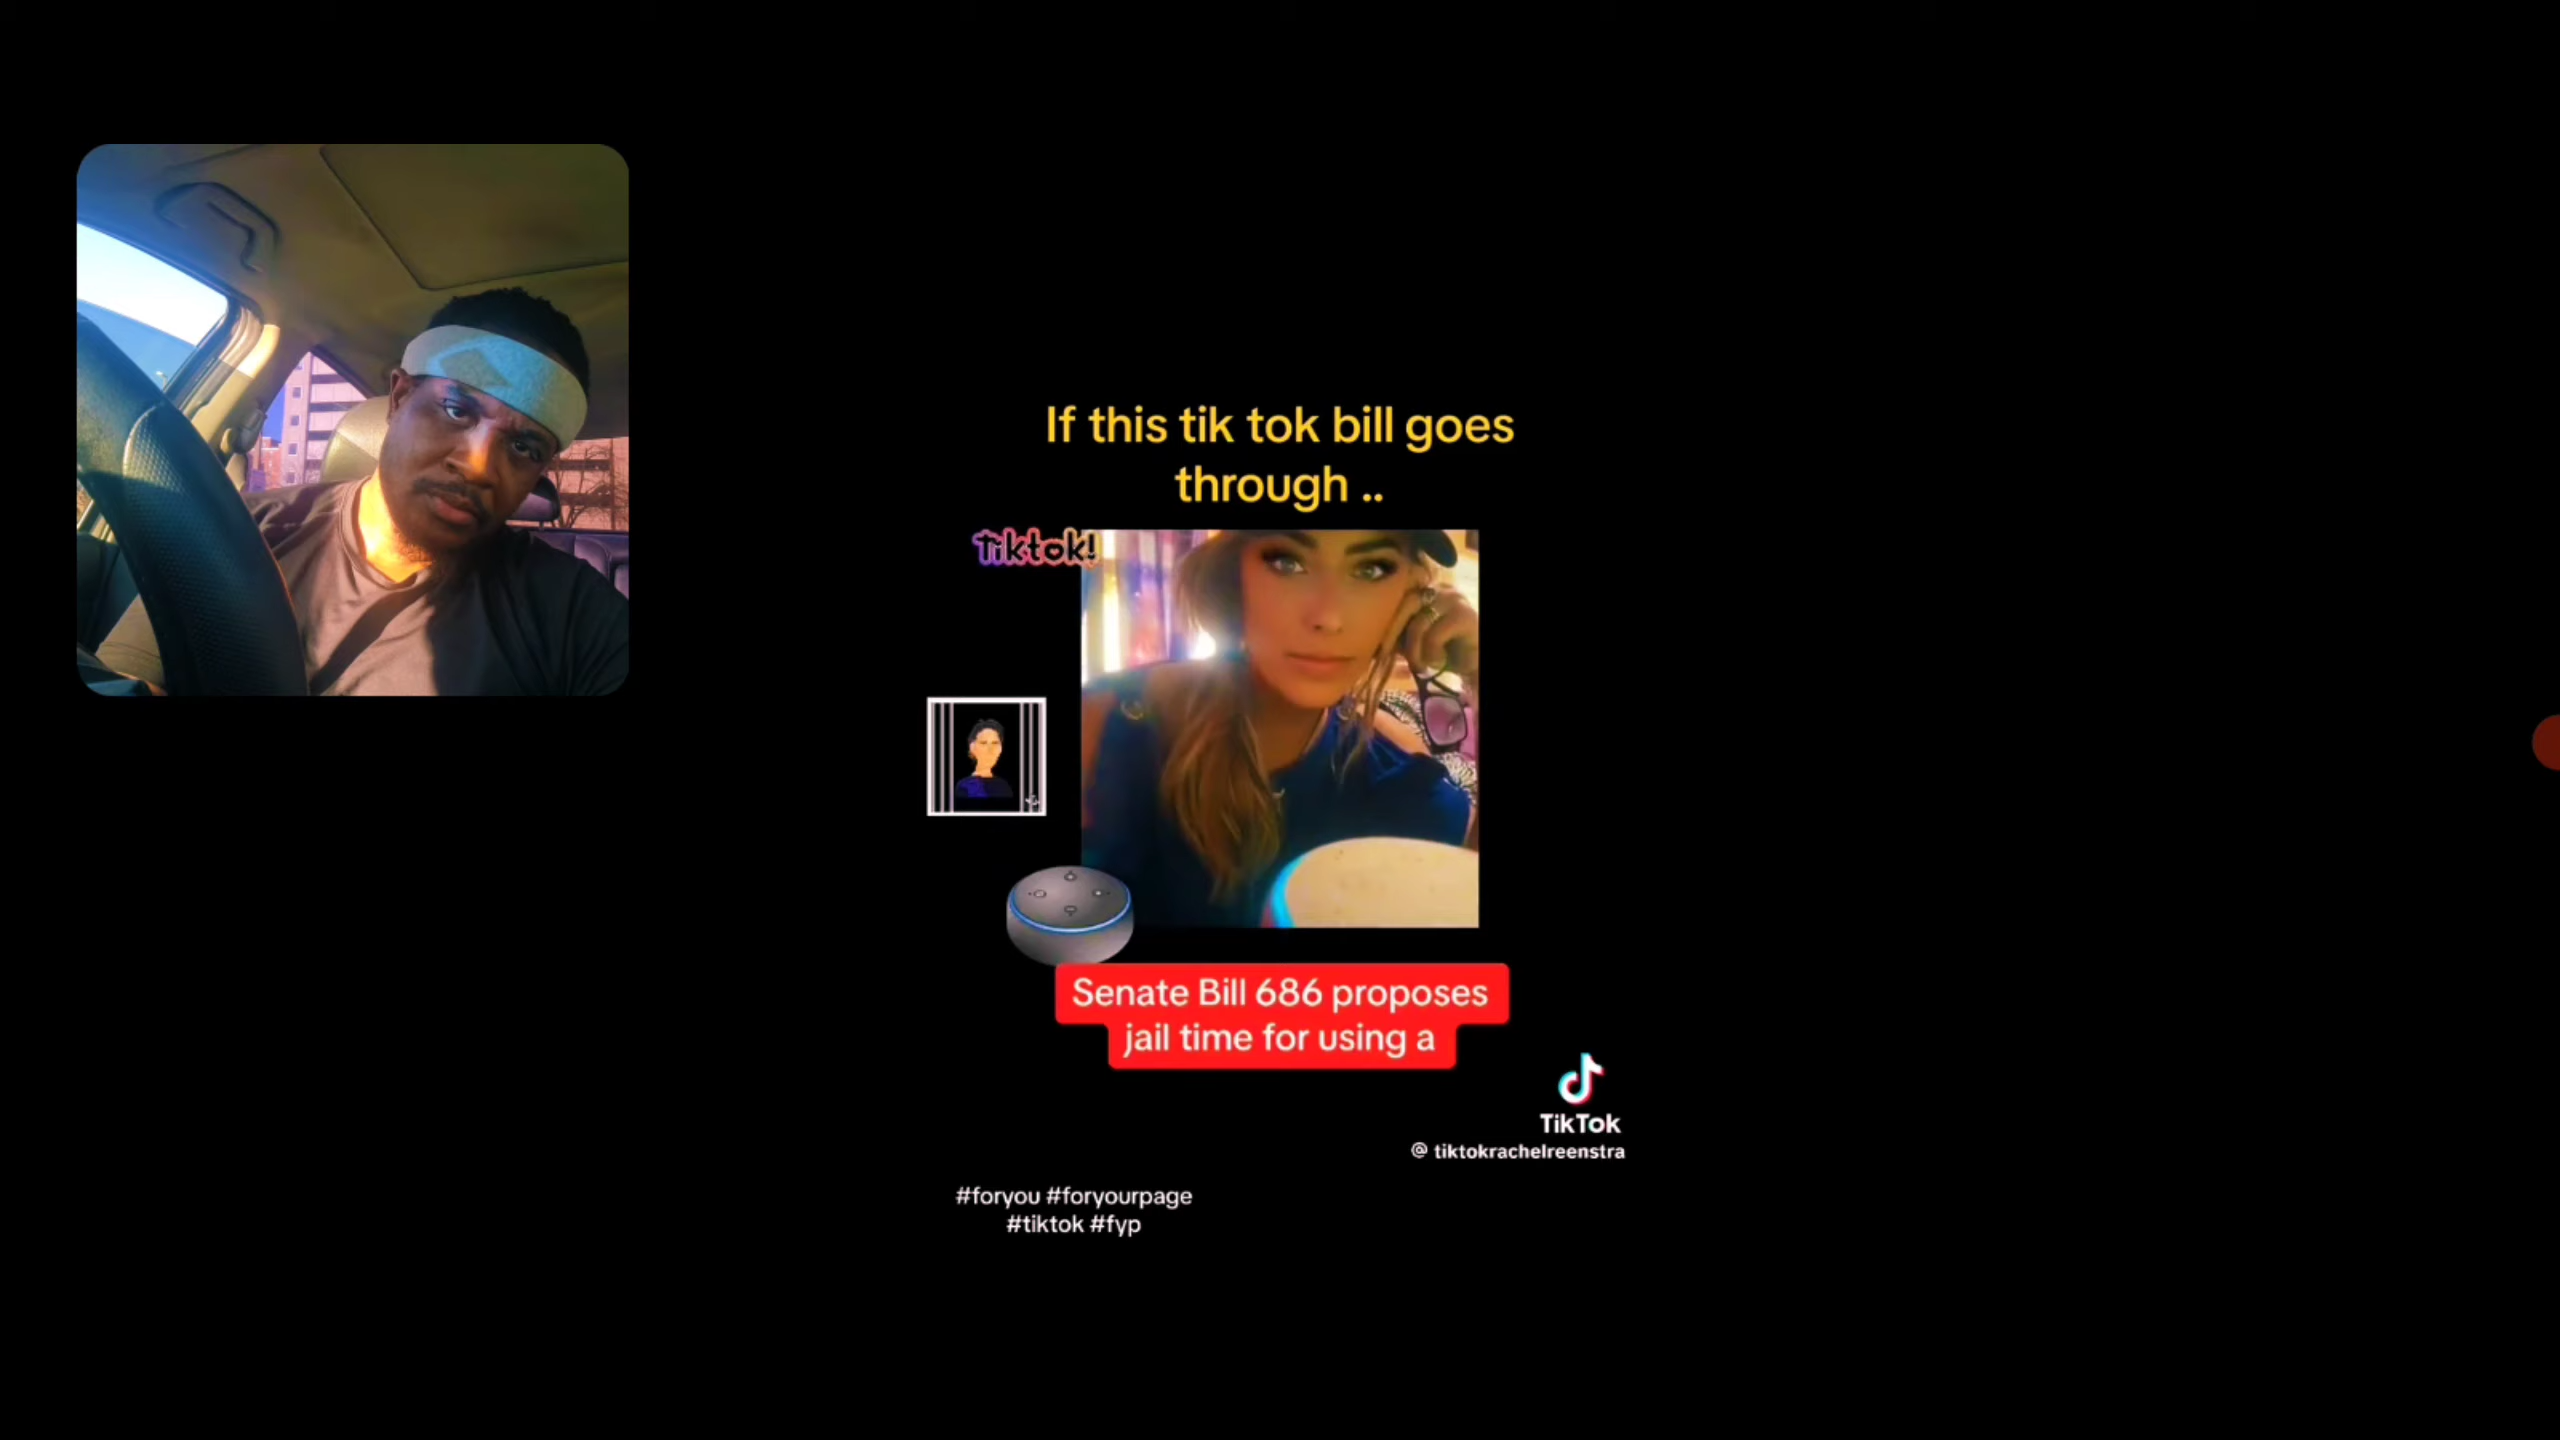 If this tik tok bill goes
through ..
Tiktok!
Senate Bill 686 proposes
jail time for using a
TikTok
@ tiktokrachelreenstra
#foryou #foryourpage
#tiktok #fyp